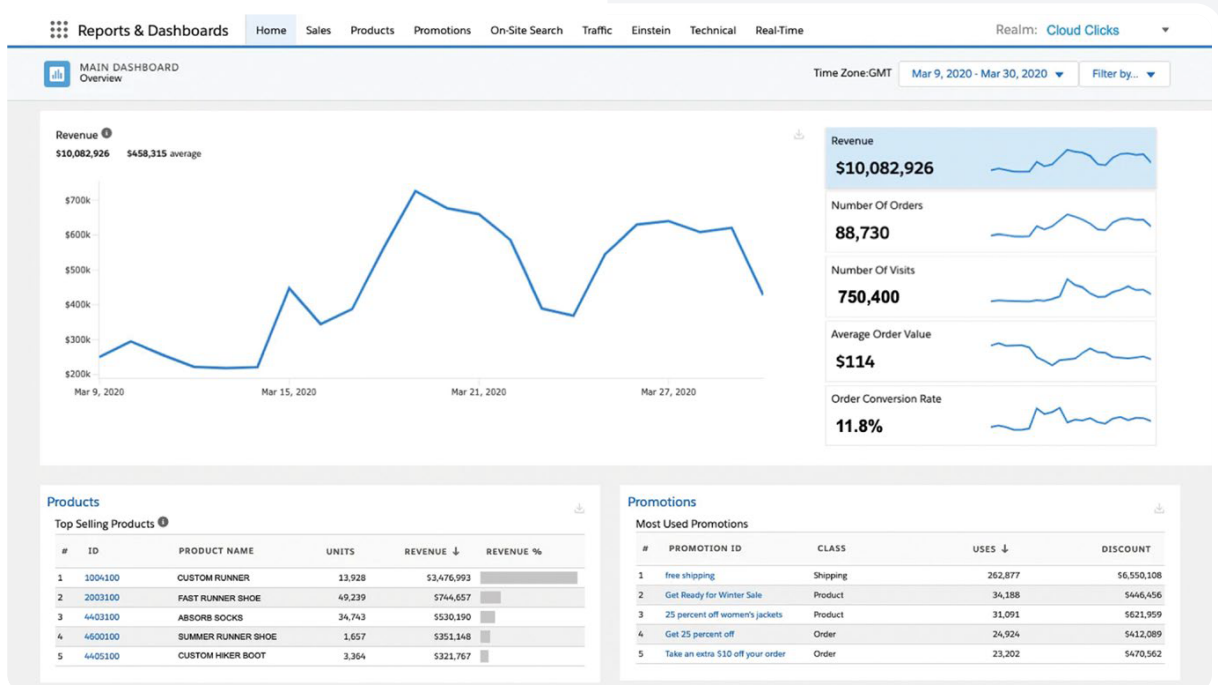 Reports & Dashboards Home Sales Products Promotions On-Site Search Traffic Einstein Technical Real-Time Realm: Cloud Clicks
MAIN DASHBOARD
Overview
Time Zone:GMT Mar 9, 2020 - Mar 30, 2020 Filter by...
Revenue
$10,082,926 $458,315 average
$700k
$600k
$500k
$400k
$300k
$200k
Mar 9, 2020 Mar 15, 2020 Mar 21, 2020 Mar 27, 2020
Revenue
$10,082,926
Number Of Orders
88,730
Number Of Visits
750,400
Average Order Value
$114
Order Conversion Rate
11.8%
Products
Top Selling Products
# ID PRODUCT NAME UNITS REVENUE ↓ REVENUE %
1 1004100 CUSTOM RUNNER 13,928 $3,476,993
2 2003100 FAST RUNNER SHOE 49,239 $744,657
3 4403100 ABSORB SOCKS 34,743 $530,190
4 4600100 SUMMER RUNNER SHOE 1,657 $351,148
5 4405100 CUSTOM HIKER BOOT 3,364 $321,767
Promotions
Most Used Promotions
# PROMOTION ID CLASS USES ↓ DISCOUNT
1 free shipping Shipping 262,877 $6,550,108
2 Get Ready for Winter Sale Product 34,188 $446,456
3 25 percent off women's jackets Product 31,091 $621,959
4 Get 25 percent off Order 24,924 $412,089
5 Take an extra $10 off your order Order 23,202 $470,562